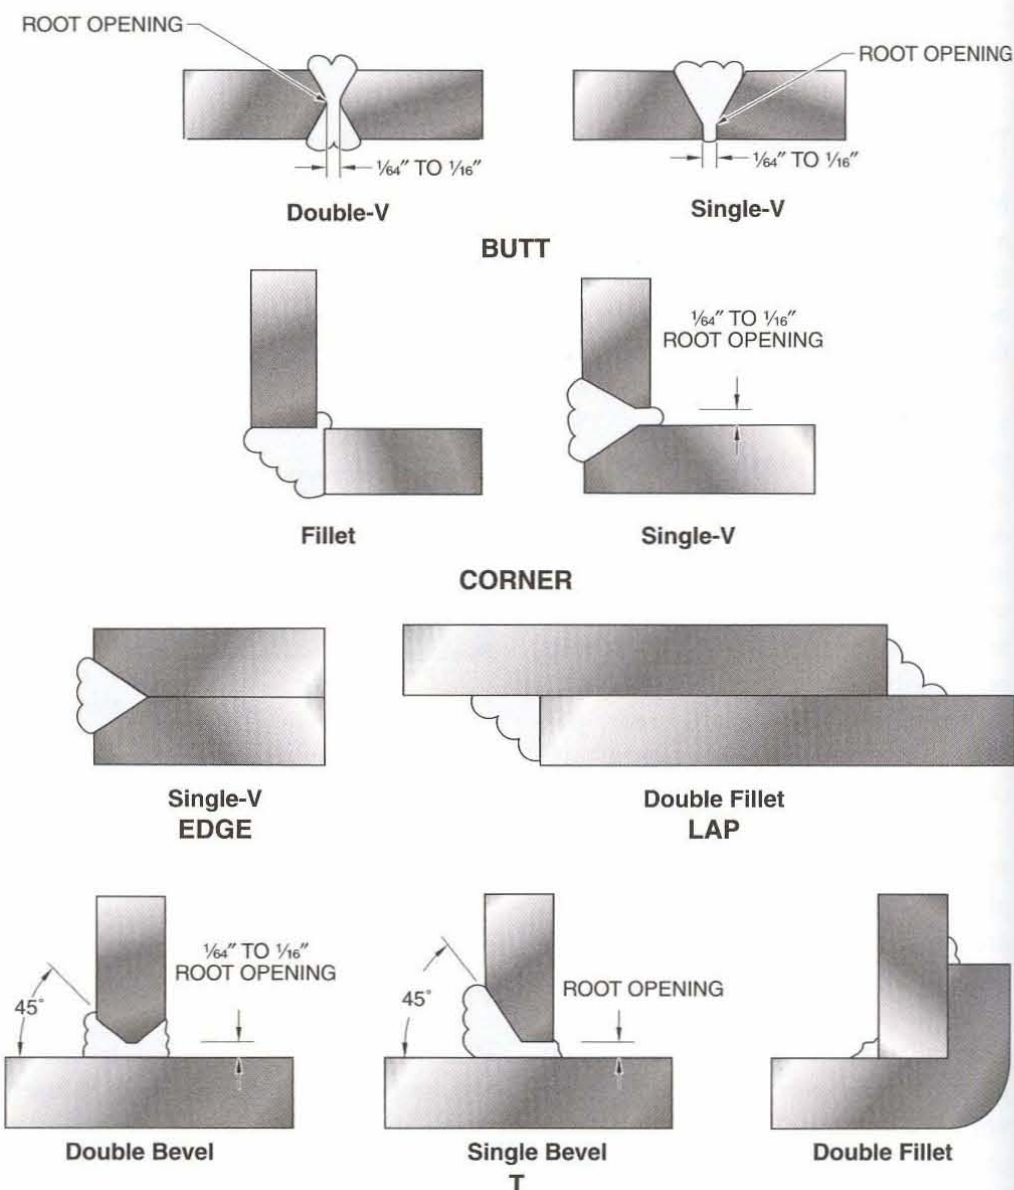 ROOT OPENING
ROOT OPENING
1/64″ TO 1/16″
1/64″ TO 1/16″
Double-V
Single-V
BUTT
1/64″ TO 1/16″
ROOT OPENING
Fillet
Single-V
CORNER
Single-V
Double Fillet
EDGE
LAP
1/64″ TO 1/16″
ROOT OPENING
45°
45°
ROOT OPENING
Double Bevel
Single Bevel
Double Fillet
T